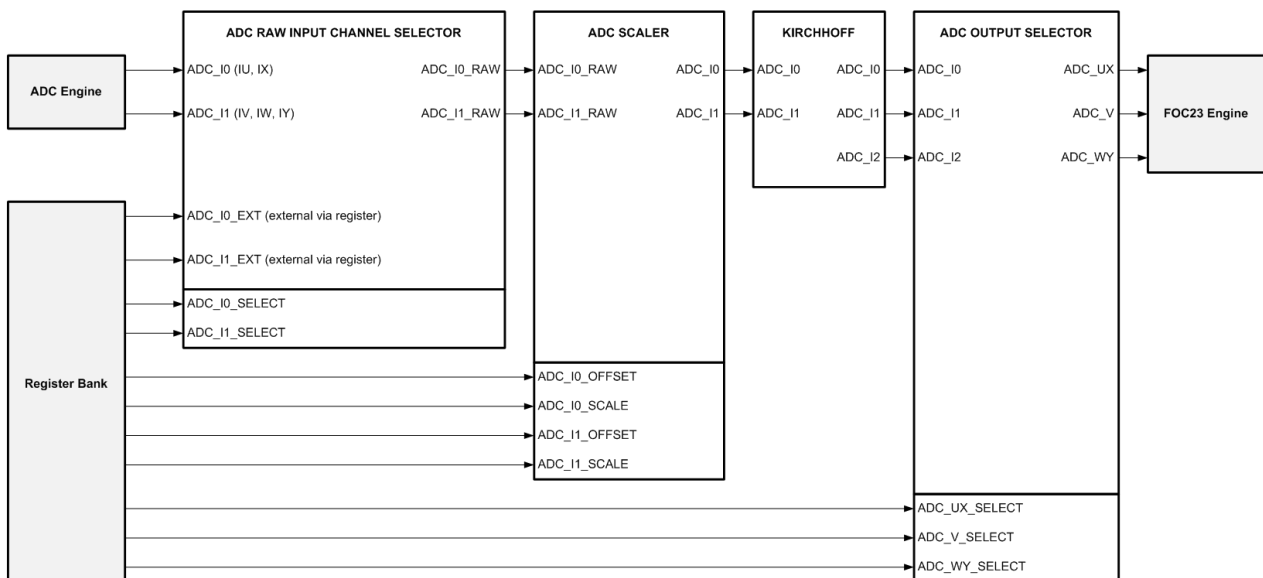 ADC RAW INPUT CHANNEL SELECTOR
ADC SCALER
KIRCHHOFF
ADC OUTPUT SELECTOR
ADC Engine
ADC_I0 (IU, IX)
ADC_I0_RAW
ADC_I0_RAW
ADC_I0
ADC_I0
ADC_I0
ADC_I0
ADC_UX
ADC_I1 (IV, IW, IY)
ADC_I1_RAW
ADC_I1_RAW
ADC_I1
ADC_I1
ADC_I1
ADC_I1
ADC_V
FOC23 Engine
ADC_I2
ADC_I2
ADC_WY
ADC_I0_EXT (external via register)
ADC_I1_EXT (external via register)
ADC_I0_SELECT
ADC_I1_SELECT
Register Bank
ADC_I0_OFFSET
ADC_I0_SCALE
ADC_I1_OFFSET
ADC_I1_SCALE
ADC_UX_SELECT
ADC_V_SELECT
ADC_WY_SELECT